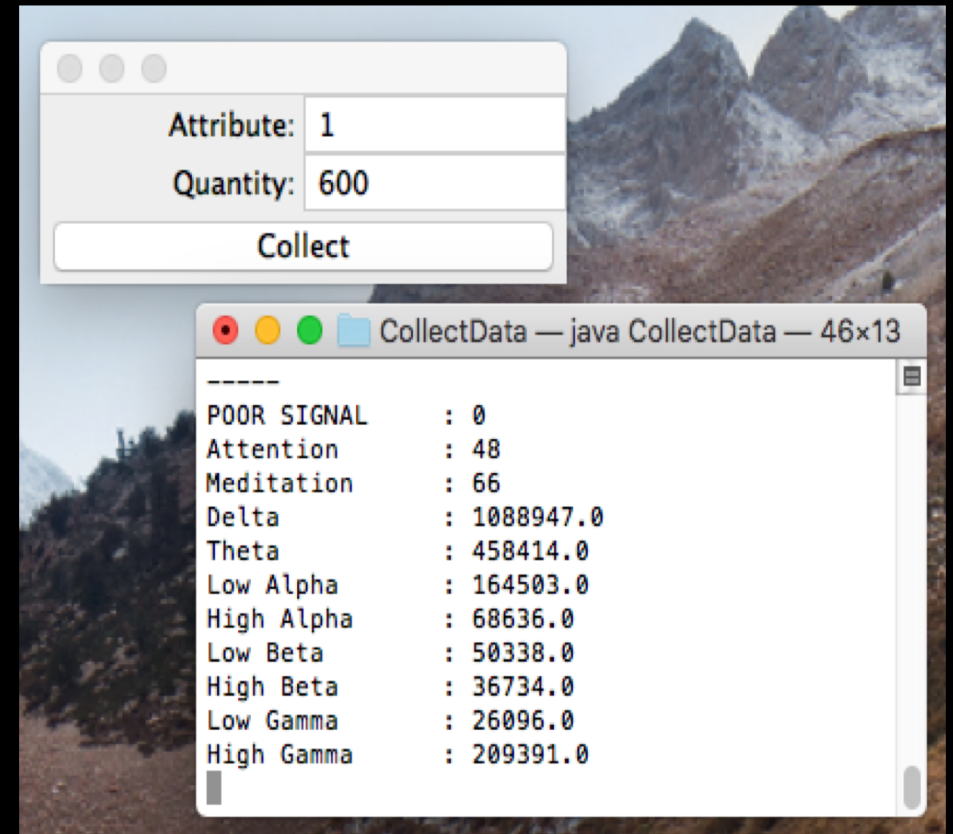 Attribute: 1
Quantity: 600
Collect
CollectData — java CollectData — 46×13
-----
POOR SIGNAL : 0
Attention : 48
Meditation : 66
Delta : 1088947.0
Theta : 458414.0
Low Alpha : 164503.0
High Alpha : 68636.0
Low Beta : 50338.0
High Beta : 36734.0
Low Gamma : 26096.0
High Gamma : 209391.0